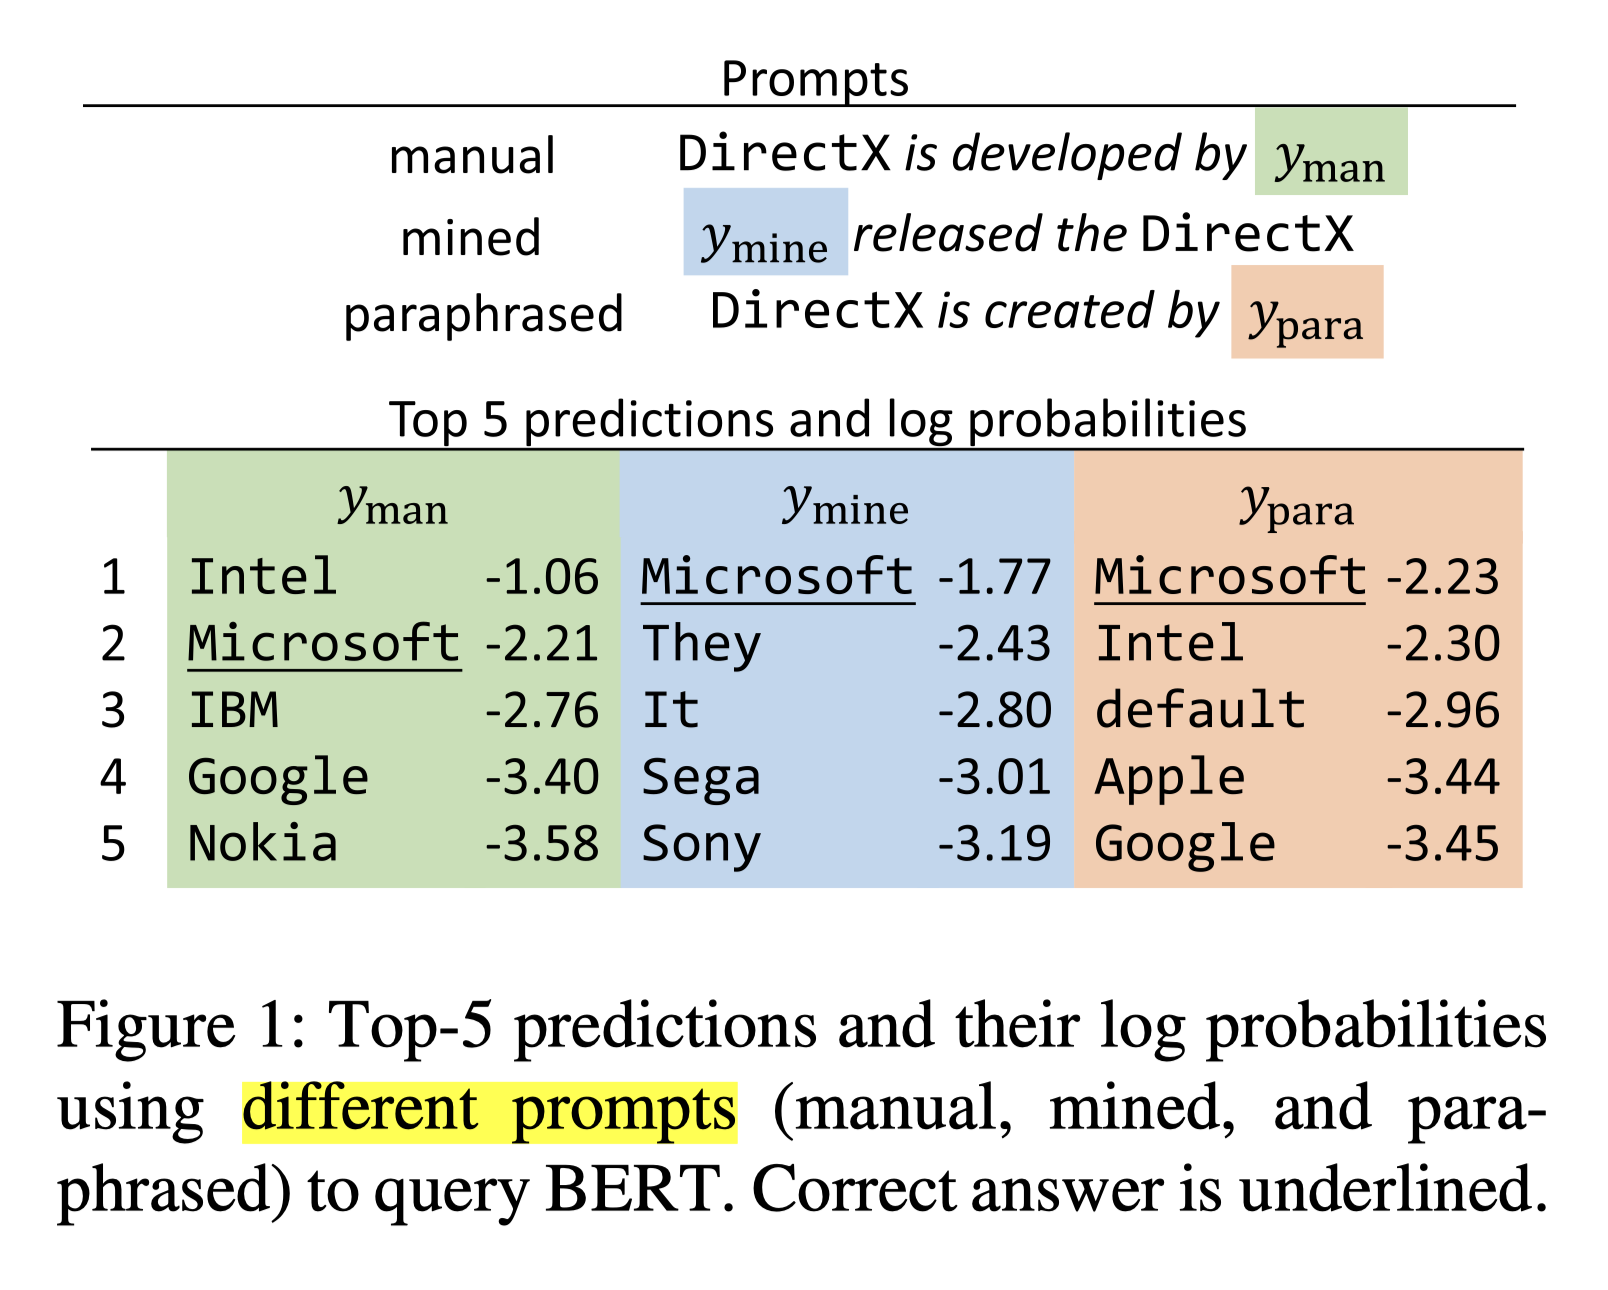 Prompts
manual DirectX is developed by y_man
mined y_mine released the DirectX
paraphrased DirectX is created by y_para
Top 5 predictions and log probabilities
y_man y_mine y_para
1 Intel -1.06 Microsoft -1.77 Microsoft -2.23
2 Microsoft -2.21 They -2.43 Intel -2.30
3 IBM -2.76 It -2.80 default -2.96
4 Google -3.40 Sega -3.01 Apple -3.44
5 Nokia -3.58 Sony -3.19 Google -3.45
Figure 1: Top-5 predictions and their log probabilities
using different prompts (manual, mined, and para-
phrased) to query BERT. Correct answer is underlined.